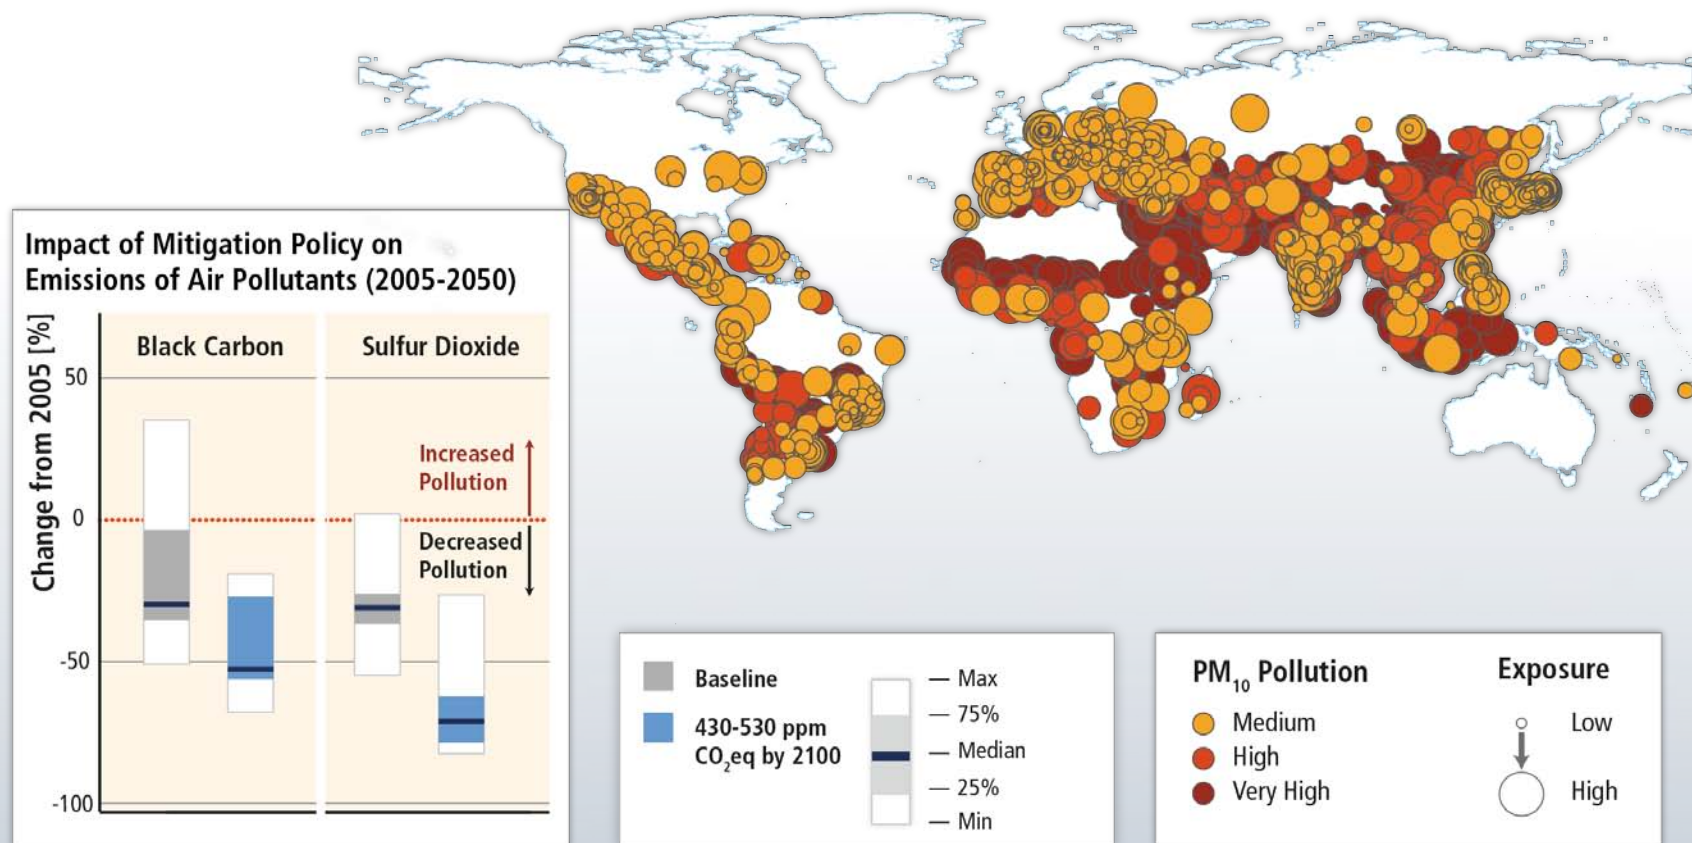 Impact of Mitigation Policy on
Emissions of Air Pollutants (2005-2050)
Change from 2005 [%]
Black Carbon
Sulfur Dioxide
50
0
-50
-100
Increased
Pollution
Decreased
Pollution
Baseline
430-530 ppm
CO₂eq by 2100
Max
75%
Median
25%
Min
PM₁₀ Pollution
Medium
High
Very High
Exposure
Low
High